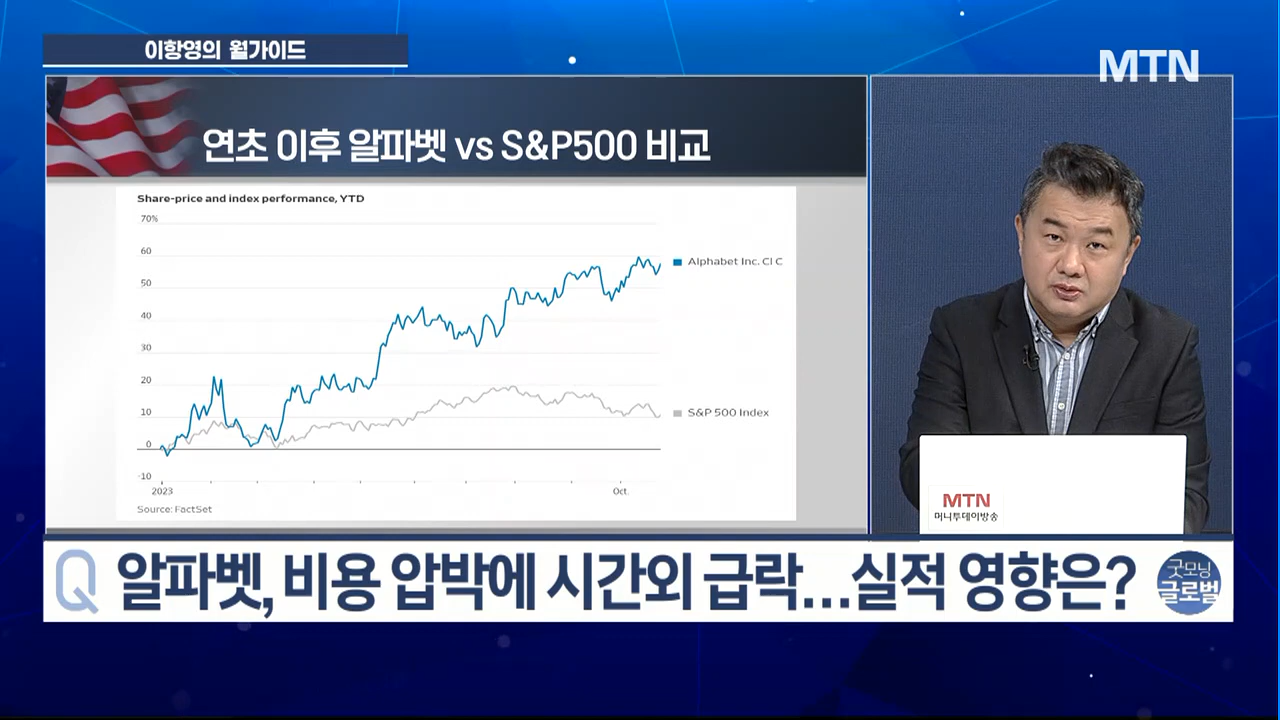 이항영의 월가이드
MTN
연초 이후 알파벳 vs S&P500 비교
Share-price and index performance, YTD
70%
60
50
40
30
20
10
0
-10
Alphabet Inc. Cl C
S&P 500 Index
2023
Oct.
Source: FactSet
MTN
머니투데이방송
Q 알파벳, 비용 압박에 시간외 급락...실적 영향은?
굿모닝
글로벌